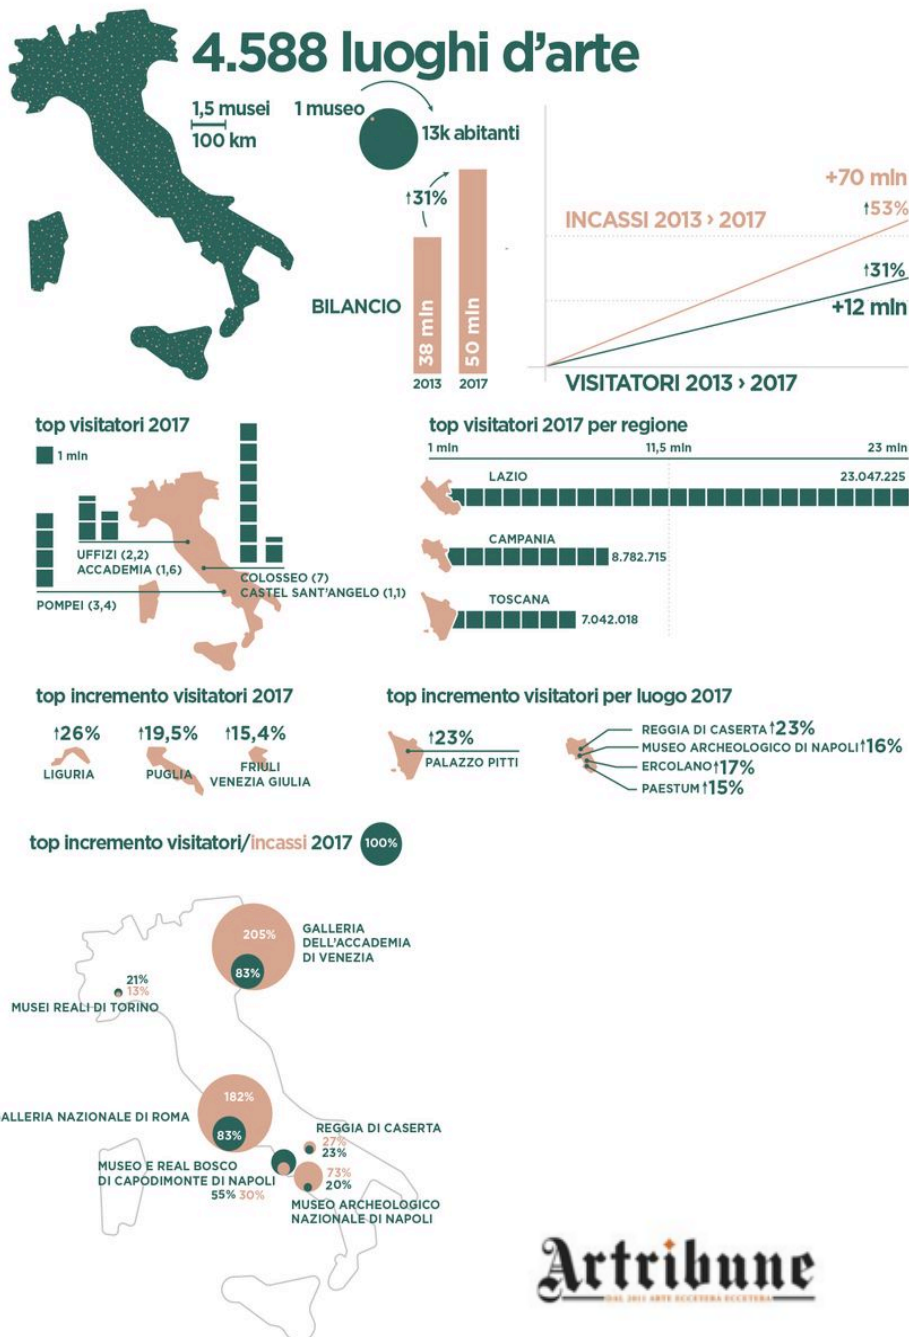 4.588 luoghi d'arte
1,5 musei
100 km
1 museo
13k abitanti
↑31%
BILANCIO
38 mln
50 mln
2013
2017
+70 mln
↑53%
INCASSI 2013 › 2017
↑31%
+12 mln
VISITATORI 2013 › 2017
top visitatori 2017
1 mln
UFFIZI (2,2)
ACCADEMIA (1,6)
COLOSSEO (7)
CASTEL SANT'ANGELO (1,1)
POMPEI (3,4)
top visitatori 2017 per regione
1 mln
11,5 mln
23 mln
LAZIO
23.047.225
CAMPANIA
8.782.715
TOSCANA
7.042.018
top incremento visitatori 2017
↑26%
LIGURIA
↑19,5%
PUGLIA
↑15,4%
FRIULI
VENEZIA GIULIA
top incremento visitatori per luogo 2017
↑23%
PALAZZO PITTI
REGGIA DI CASERTA ↑23%
MUSEO ARCHEOLOGICO DI NAPOLI ↑16%
ERCOLANO ↑17%
PAESTUM ↑15%
top incremento visitatori/incassi 2017
100%
205%
83%
GALLERIA
DELL'ACCADEMIA
DI VENEZIA
21%
13%
MUSEI REALI DI TORINO
182%
83%
ALLERIA NAZIONALE DI ROMA
REGGIA DI CASERTA
27%
23%
MUSEO E REAL BOSCO
DI CAPODIMONTE DI NAPOLI
55% 30%
73%
20%
MUSEO ARCHEOLOGICO
NAZIONALE DI NAPOLI
Artribune
DAL 2011 ARTE ECCETERA ECCETERA